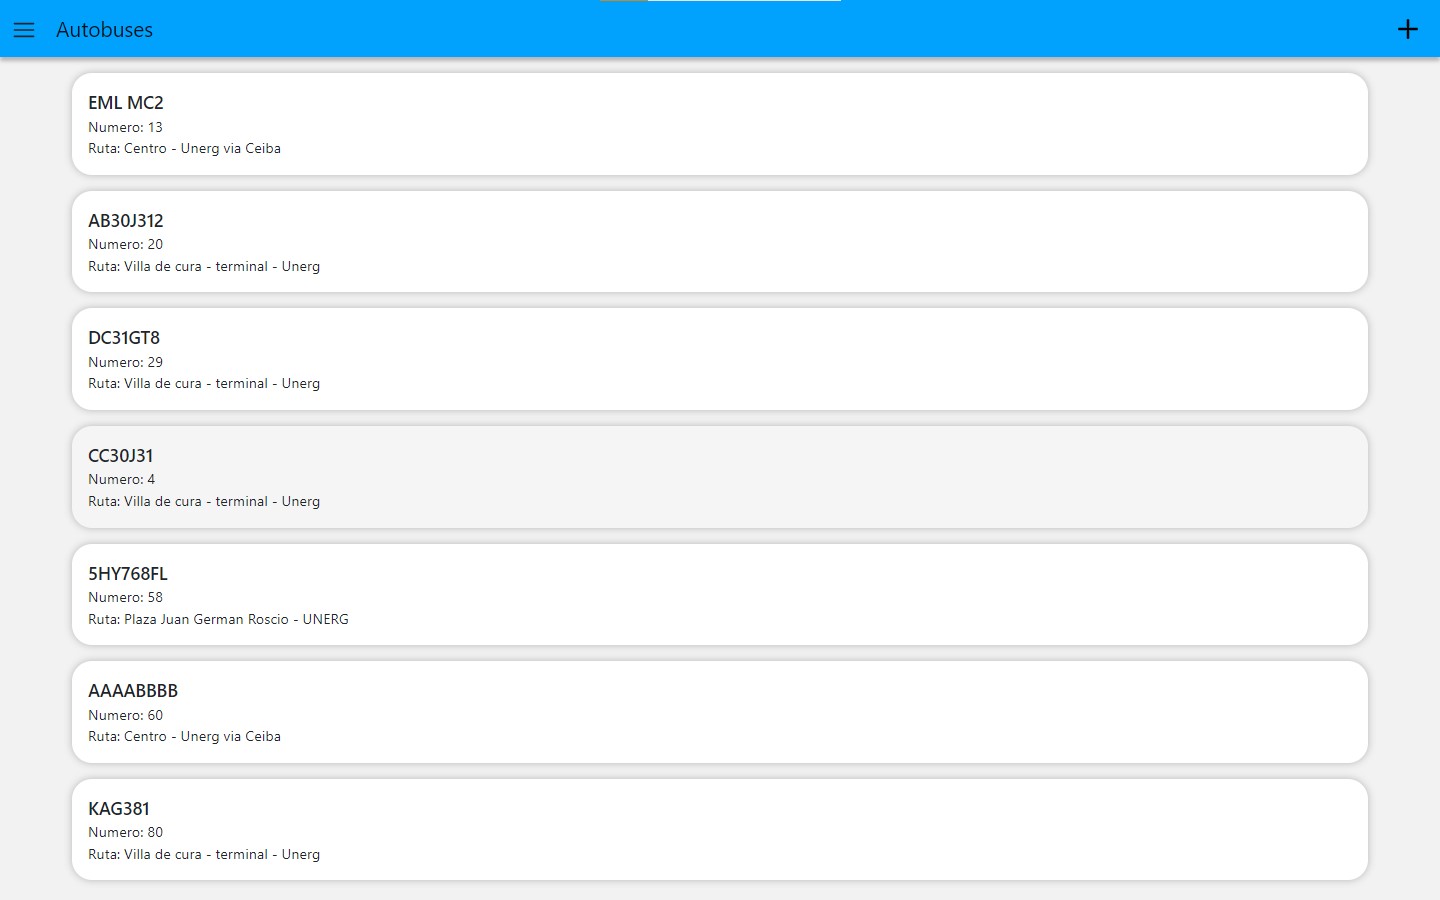 Autobuses
EML MC2
Numero: 13
Ruta: Centro - Unerg via Ceiba
AB30J312
Numero: 20
Ruta: Villa de cura - terminal - Unerg
DC31GT8
Numero: 29
Ruta: Villa de cura - terminal - Unerg
CC30J31
Numero: 4
Ruta: Villa de cura - terminal - Unerg
5HY768FL
Numero: 58
Ruta: Plaza Juan German Roscio - UNERG
AAAABBBB
Numero: 60
Ruta: Centro - Unerg via Ceiba
KAG381
Numero: 80
Ruta: Villa de cura - terminal - Unerg